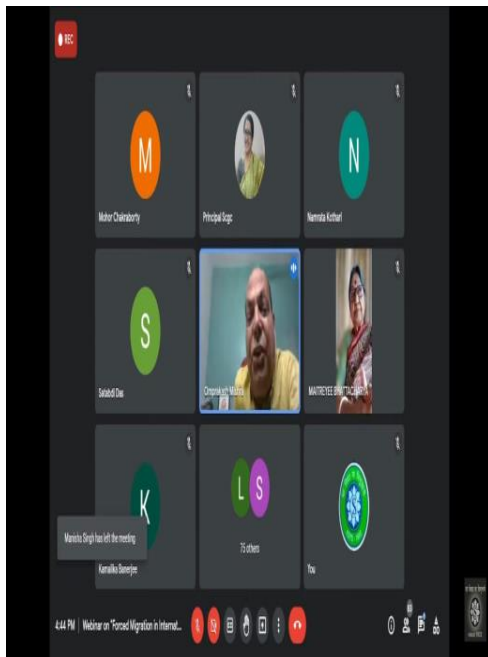 REC
M
Mohor Chakraborty
Principal Scgc
N
Namrata Kothari
S
Satabdi Das
Omprakash Mishra
MAITREYEE BHATTACHARYA
K
Kamalika Banerjee
Manisha Singh has left the meeting
L S
75 others
You
4:44 PM | Webinar on "Forced Migration in Internat...